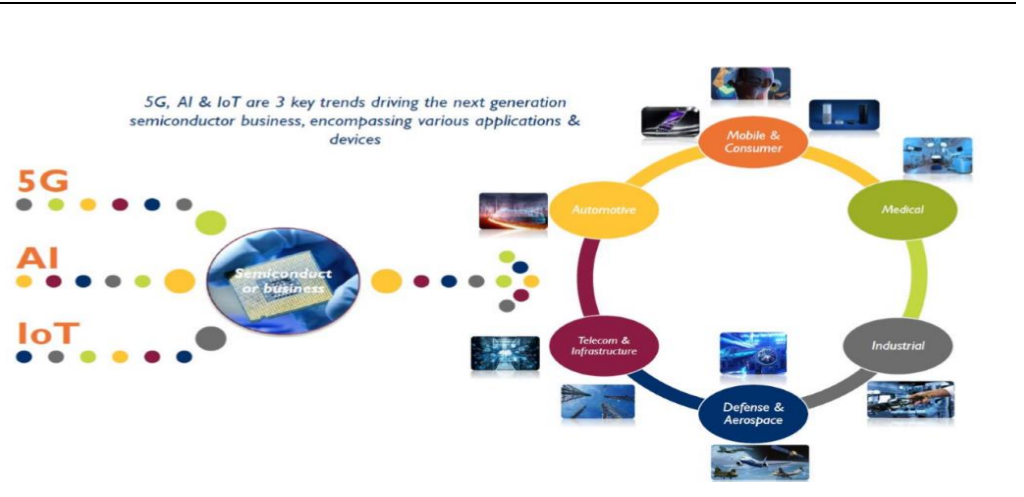 5G, AI & IoT are 3 key trends driving the next generation
semiconductor business, encompassing various applications &
devices
5G
AI
IoT
Semiconduct
or business
Mobile &
Consumer
Automotive
Medical
Telecom &
Infrastructure
Industrial
Defense &
Aerospace